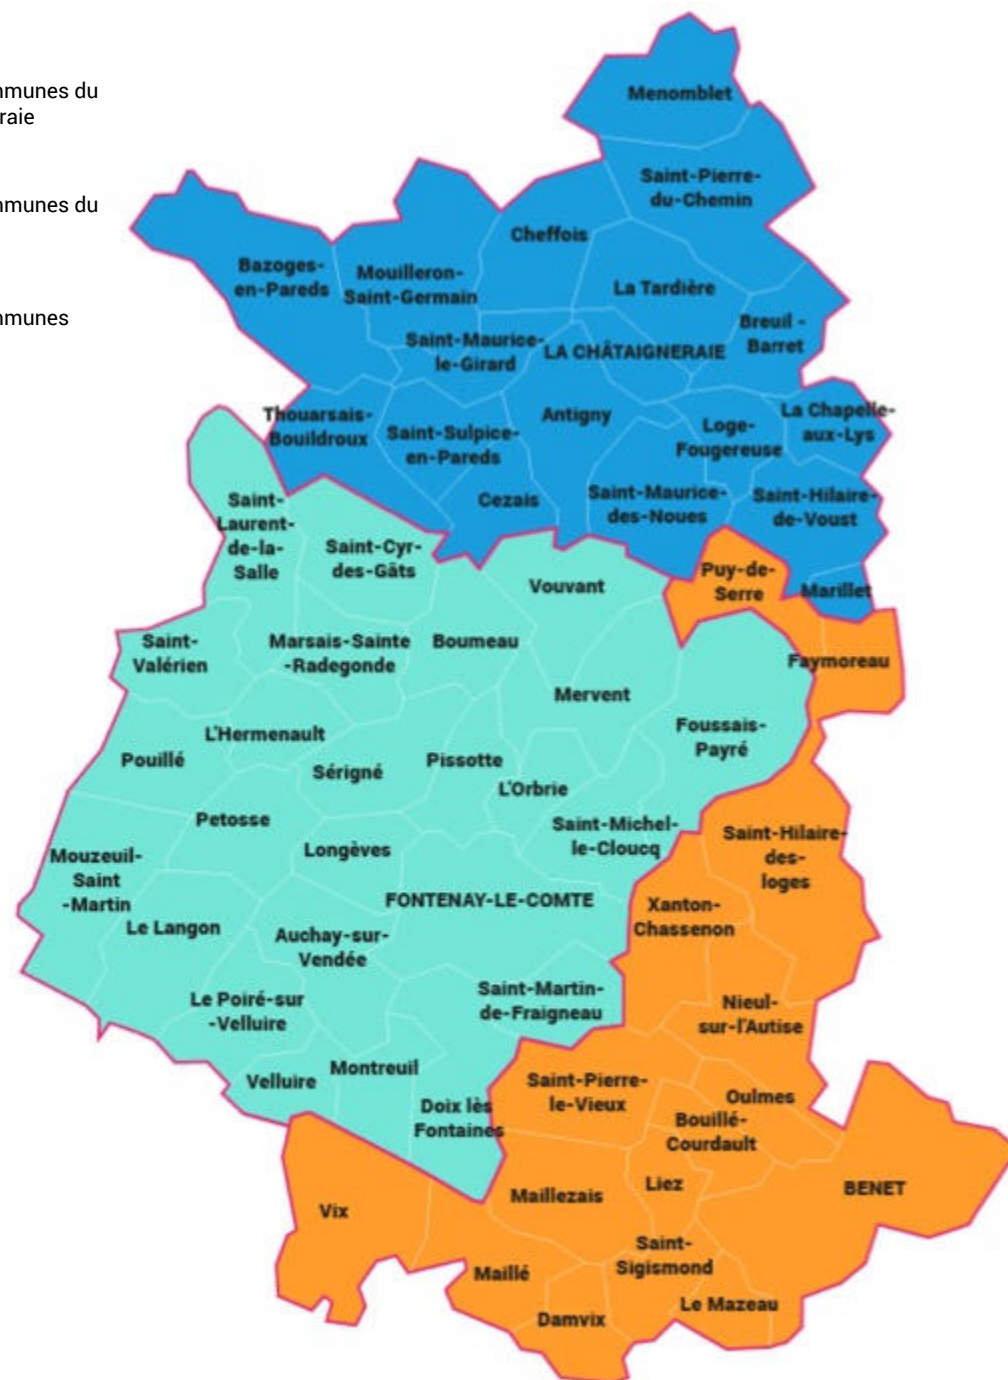 mmunes du
raie
mmunes du
mmunes
Menomblet
Saint-Pierre-
du-Chemin
Cheffois
Bazoges-
en-Pareds
Mouilleron-
Saint-Germain
La Tardière
Breuil -
Barret
Saint-Maurice-
le-Girard
LA CHÂTAIGNERAIE
Thouarsais-
Bouildroux
Saint-Sulpice-
en-Pareds
Antigny
Loge-
Fougereuse
La Chapelle-
aux-Lys
Cezais
Saint-Maurice-
des-Noues
Saint-Hilaire-
de-Voust
Saint-
Laurent-
de-la-
Salle
Saint-Cyr-
des-Gâts
Vouvant
Puy-de-
Serre
Marillet
Saint-
Valérien
Marsais-Sainte
-Radegonde
Boumeau
Faymoreau
Mervent
L'Hermenault
Foussais-
Payré
Pouillé
Sérigné
Pissotte
L'Orbrie
Petosse
Saint-Michel-
le-Cloucq
Saint-Hilaire-
des-
loges
Mouzeuil-
Saint
-Martin
Longèves
FONTENAY-LE-COMTE
Xanton-
Chassenon
Le Langon
Auchay-sur-
Vendée
Le Poiré-sur
-Velluire
Saint-Martin-
de-Fraigneau
Nieul-
sur-l'Autise
Velluire
Montreuil
Saint-Pierre-
le-Vieux
Oulmes
Doix lès
Fontaines
Bouillé-
Courdault
Maillezais
Liez
BENET
Vix
Saint-
Sigismond
Maillé
Damvix
Le Mazeau